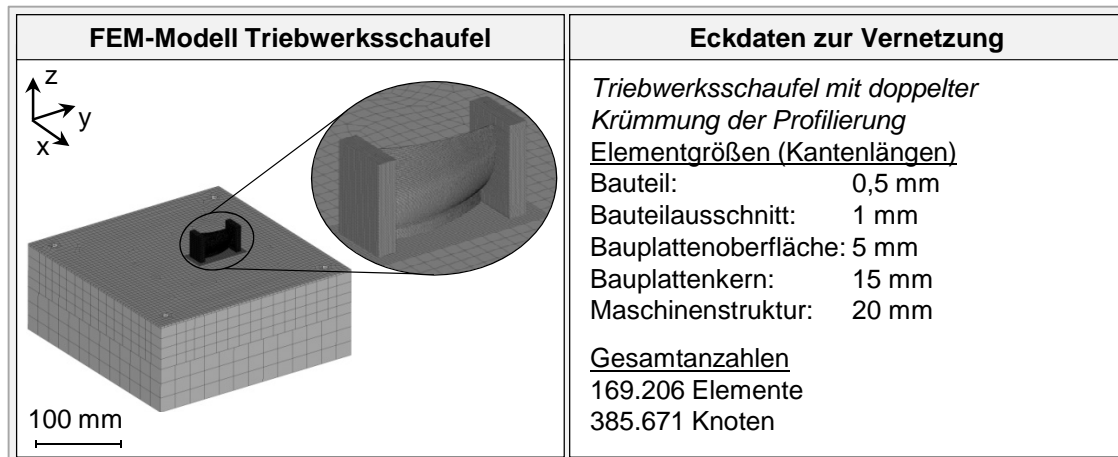 FEM-Modell Triebwerksschaufel
z
y
x
100 mm
Eckdaten zur Vernetzung
Triebwerksschaufel mit doppelter
Krümmung der Profilierung
Elementgrößen (Kantenlängen)
Bauteil: 0,5 mm
Bauteilausschnitt: 1 mm
Bauplattenoberfläche: 5 mm
Bauplattenkern: 15 mm
Maschinenstruktur: 20 mm
Gesamtanzahlen
169.206 Elemente
385.671 Knoten